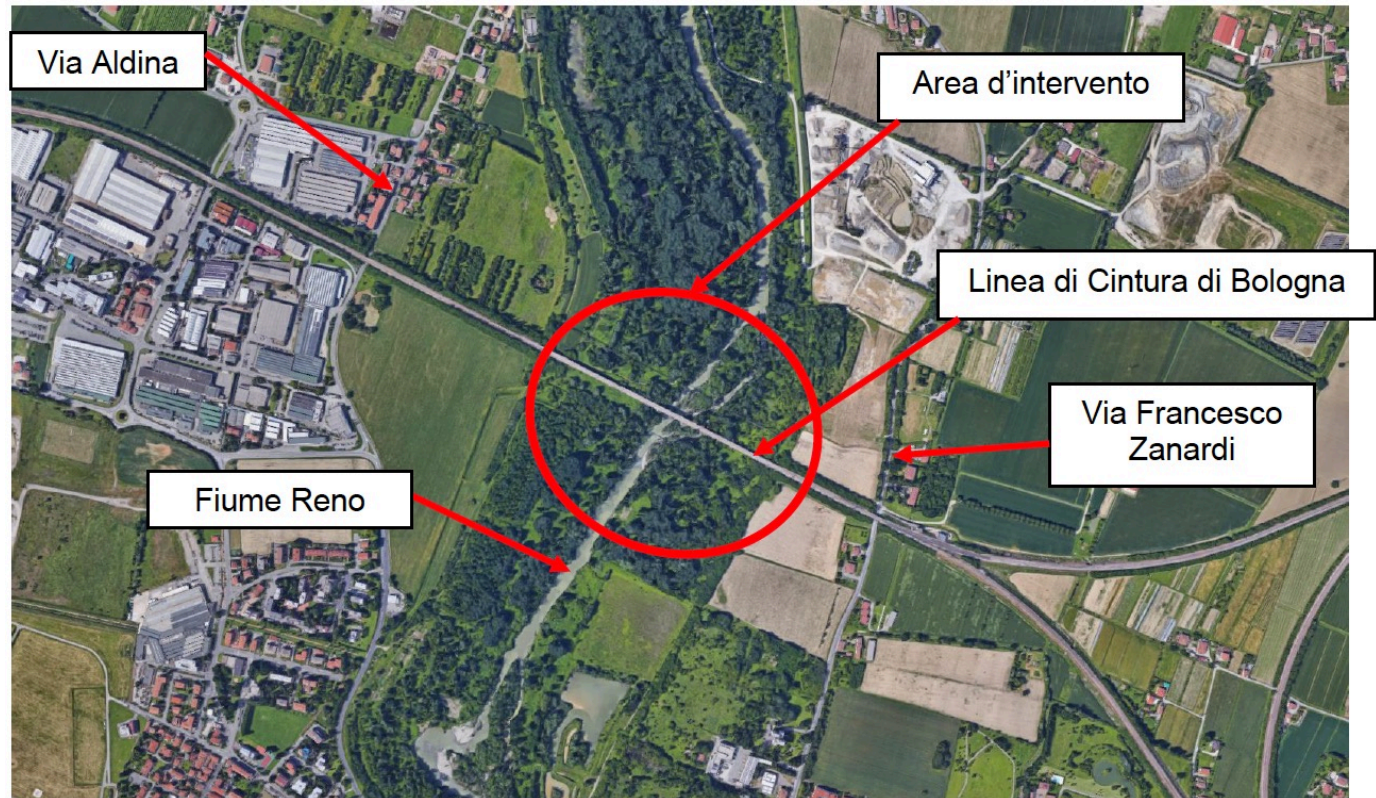 Via Aldina
Area d’intervento
Linea di Cintura di Bologna
Via Francesco
Zanardi
Fiume Reno